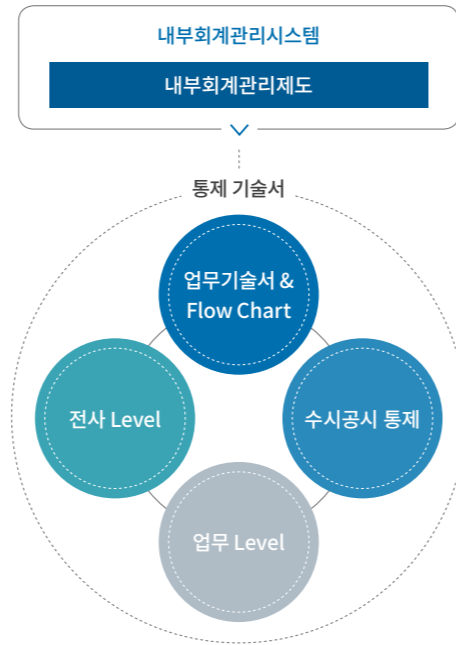 내부회계관리시스템
내부회계관리제도
통제 기술서
업무기술서 &
Flow Chart
전사 Level
수시공시 통제
업무 Level